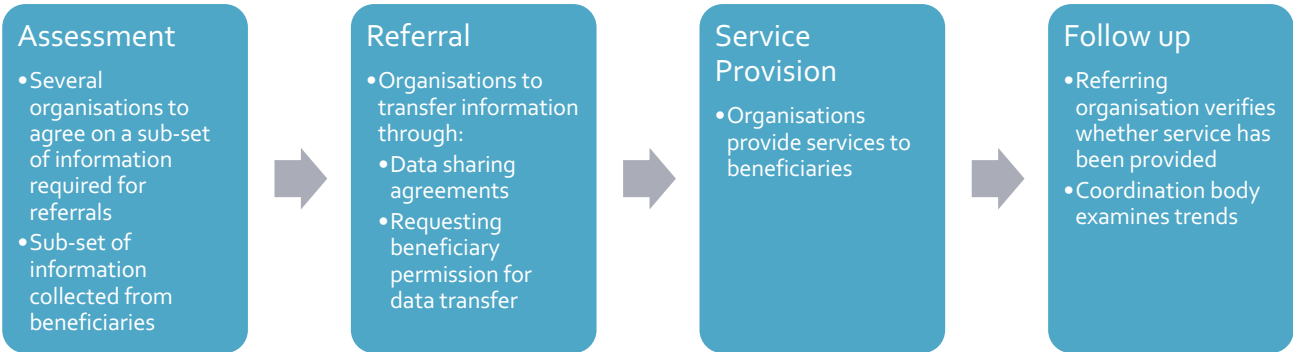 Assessment
•Several
organisations to
agree on a sub-set
of information
required for
referrals
•Sub-set of
information
collected from
beneficiaries
Referral
•Organisations to
transfer information
through:
•Data sharing
agreements
•Requesting
beneficiary
permission for
data transfer
Service
Provision
•Organisations
provide services to
beneficiaries
Follow up
•Referring
organisation verifies
whether service has
been provided
•Coordination body
examines trends